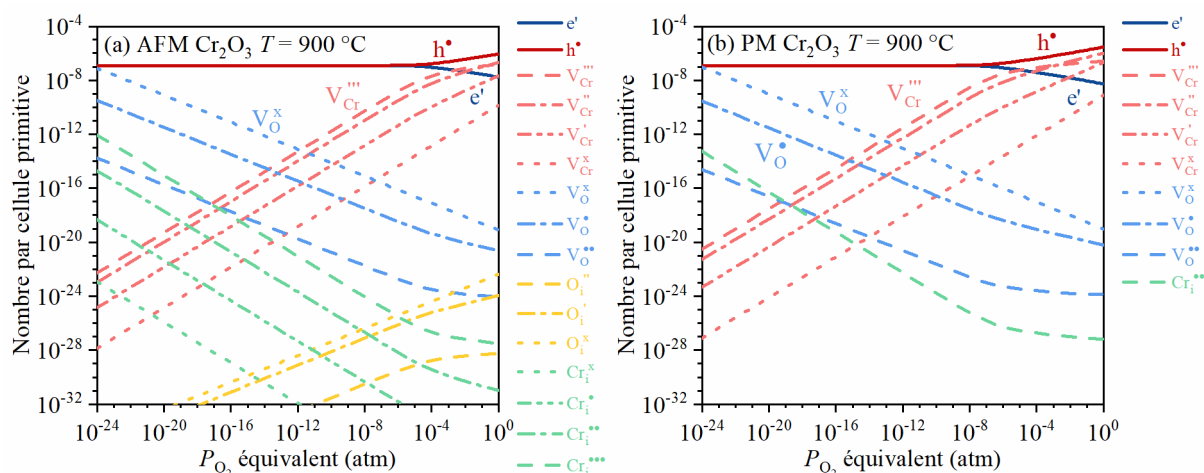 (a) AFM Cr₂O₃ T = 900 °C
Nombre par cellule primitive
10⁻⁴
10⁻⁸
10⁻¹²
10⁻¹⁶
10⁻²⁰
10⁻²⁴
10⁻²⁸
10⁻³²
h•
e'
V_Cr'''
V_O^x
10⁻²⁴ 10⁻²⁰ 10⁻¹⁶ 10⁻¹² 10⁻⁸ 10⁻⁴ 10⁰
P_O₂ équivalent (atm)
e'
h•
V_Cr'''
V_Cr''
V_Cr'
V_Cr^x
V_O^x
V_O^•
V_O^••
O_i''
O_i'
O_i^x
Cr_i^x
Cr_i^•
Cr_i^••
Cr_i^•••
(b) PM Cr₂O₃ T = 900 °C
Nombre par cellule primitive
10⁻⁴
10⁻⁸
10⁻¹²
10⁻¹⁶
10⁻²⁰
10⁻²⁴
10⁻²⁸
10⁻³²
h•
e'
V_Cr'''
V_O^x
V_O^•
10⁻²⁴ 10⁻²⁰ 10⁻¹⁶ 10⁻¹² 10⁻⁸ 10⁻⁴ 10⁰
P_O₂ équivalent (atm)
e'
h•
V_Cr'''
V_Cr''
V_Cr'
V_Cr^x
V_O^x
V_O^•
V_O^••